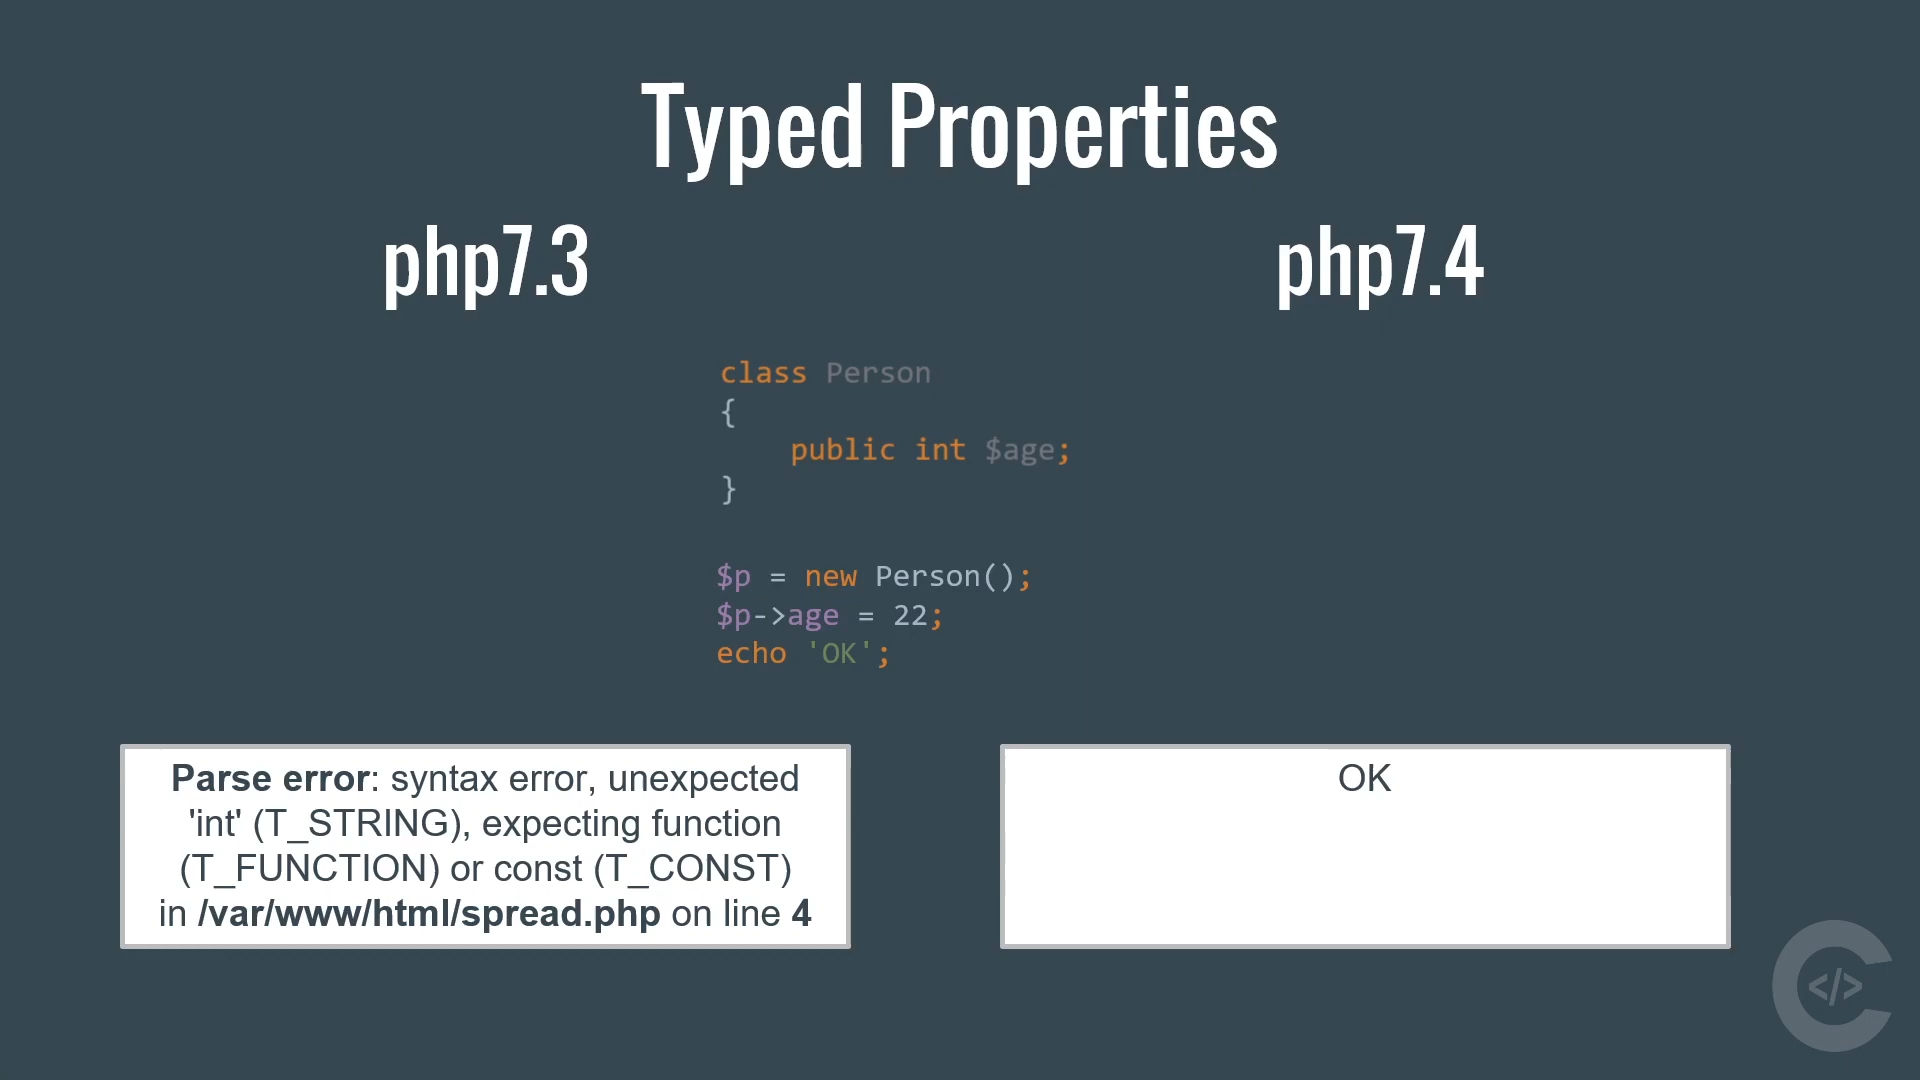 Typed Properties
php7.3
php7.4
class Person
{
    public int $age;
}
$p = new Person();
$p->age = 22;
echo 'OK';
Parse error: syntax error, unexpected
'int' (T_STRING), expecting function
(T_FUNCTION) or const (T_CONST)
in /var/www/html/spread.php on line 4
OK
</>